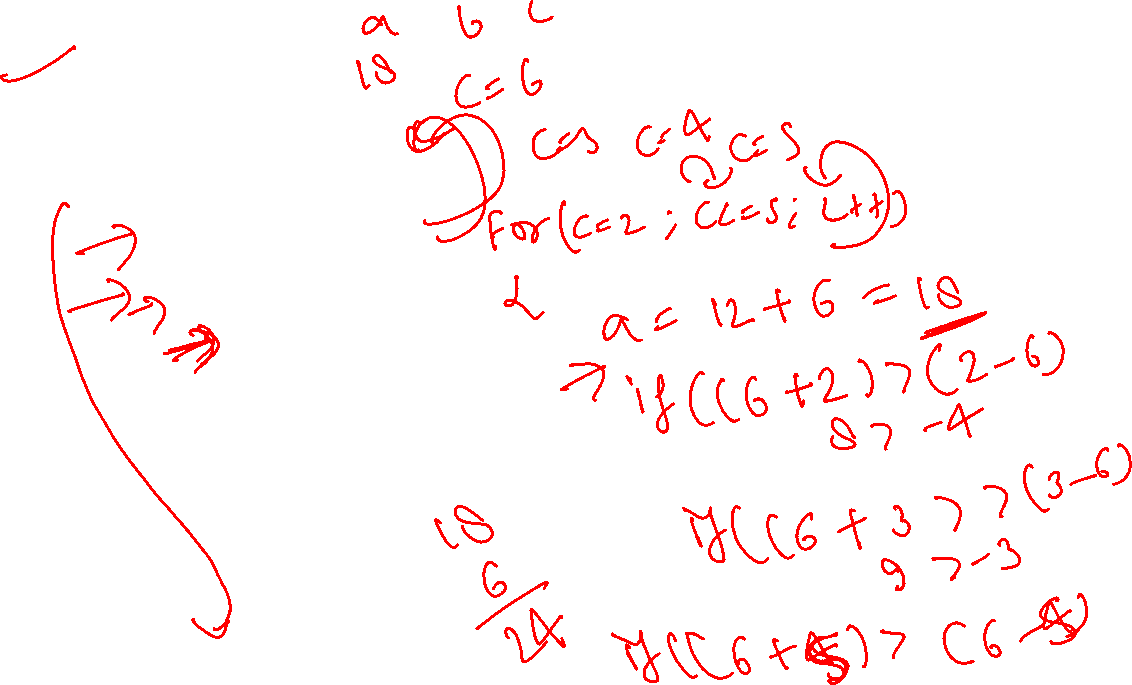 a b c
18
c=6
c=3 c=4 c=5
For(c=2; c<=5; c++)
a = 12 + 6 = 18
if((6+2) > (2-6)
8 > -4
if((6 + 3 > > (3-6)
9 > -3
18
6
24
if((6+5) > (6-